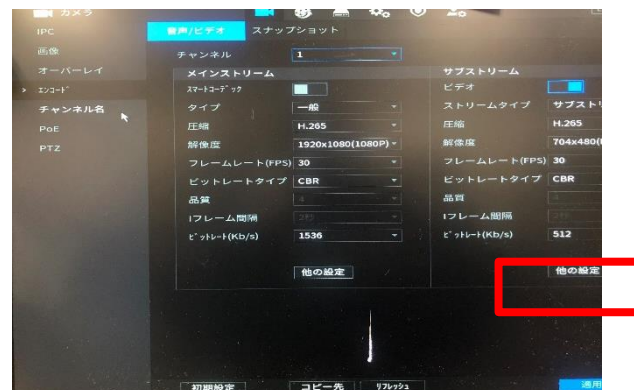 カメラ
IPC
画像
オーバーレイ
> エンコード
チャンネル名
PoE
PTZ
音声/ビデオ スナップショット
チャンネル 1
メインストリーム
スマートコーデック
タイプ 一般
圧縮 H.265
解像度 1920x1080(1080P)
フレームレート(FPS) 30
ビットレートタイプ CBR
品質 4
Iフレーム間隔 2秒
ビットレート(Kb/s) 1536
他の設定
サブストリーム
ビデオ
ストリームタイプ サブスト
圧縮 H.265
解像度 704x480(
フレームレート(FPS) 30
ビットレートタイプ CBR
品質 4
Iフレーム間隔 2秒
ビットレート(Kb/s) 512
他の設定
初期設定 コピー先 リフレッシュ 適用